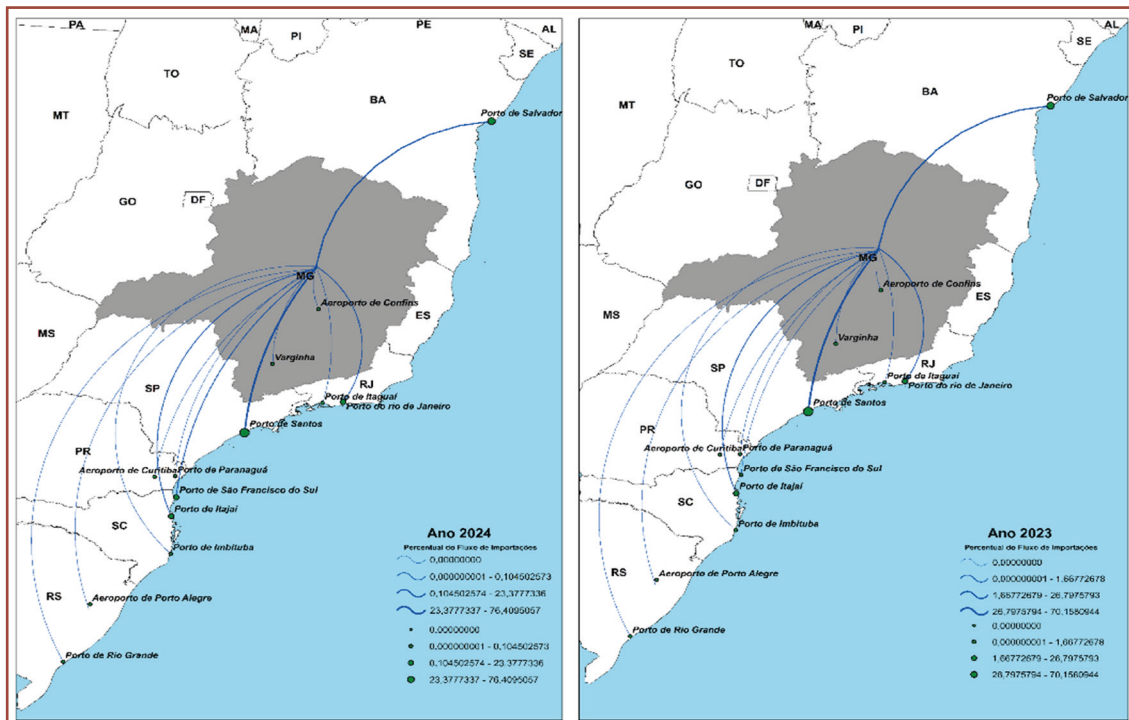 PA
MA
PI
PE
AL
SE
TO
MT
BA
Porto de Salvador
GO
DF
MG
Aeroporto de Confins
ES
MS
Varginha
SP
RJ
Porto de Itaguaí
Porto do rio de Janeiro
Porto de Santos
PR
Aeroporto de Curitiba
Porto de Paranaguá
Porto de São Francisco do Sul
Porto de Itajaí
SC
Porto de Imbituba
RS
Aeroporto de Porto Alegre
Porto de Rio Grande
Ano 2024
Percentual do Fluxo de Importações
0,00000000
0,000000001 - 0,104502573
0,104502574 - 23,3777336
23,3777337 - 76,4095057
0,00000000
0,000000001 - 0,104502573
0,104502574 - 23,3777336
23,3777337 - 76,4095057
MA
PI
PE
AL
SE
TO
MT
BA
Porto de Salvador
GO
DF
MG
Aeroporto de Confins
ES
MS
Varginha
SP
RJ
Porto de Itaguaí
Porto do rio de Janeiro
Porto de Santos
PR
Porto de Paranaguá
Aeroporto de Curitiba
Porto de São Francisco do Sul
Porto de Itajaí
SC
Porto de Imbituba
RS
Aeroporto de Porto Alegre
Porto de Rio Grande
Ano 2023
Percentual do Fluxo de Importações
0,00000000
0,00000001 - 1,66772678
1,66772679 - 26,7975793
26,7975794 - 70,1560944
0,00000000
0,00000001 - 1,66772678
1,66772679 - 26,7975793
26,7975794 - 70,1560944